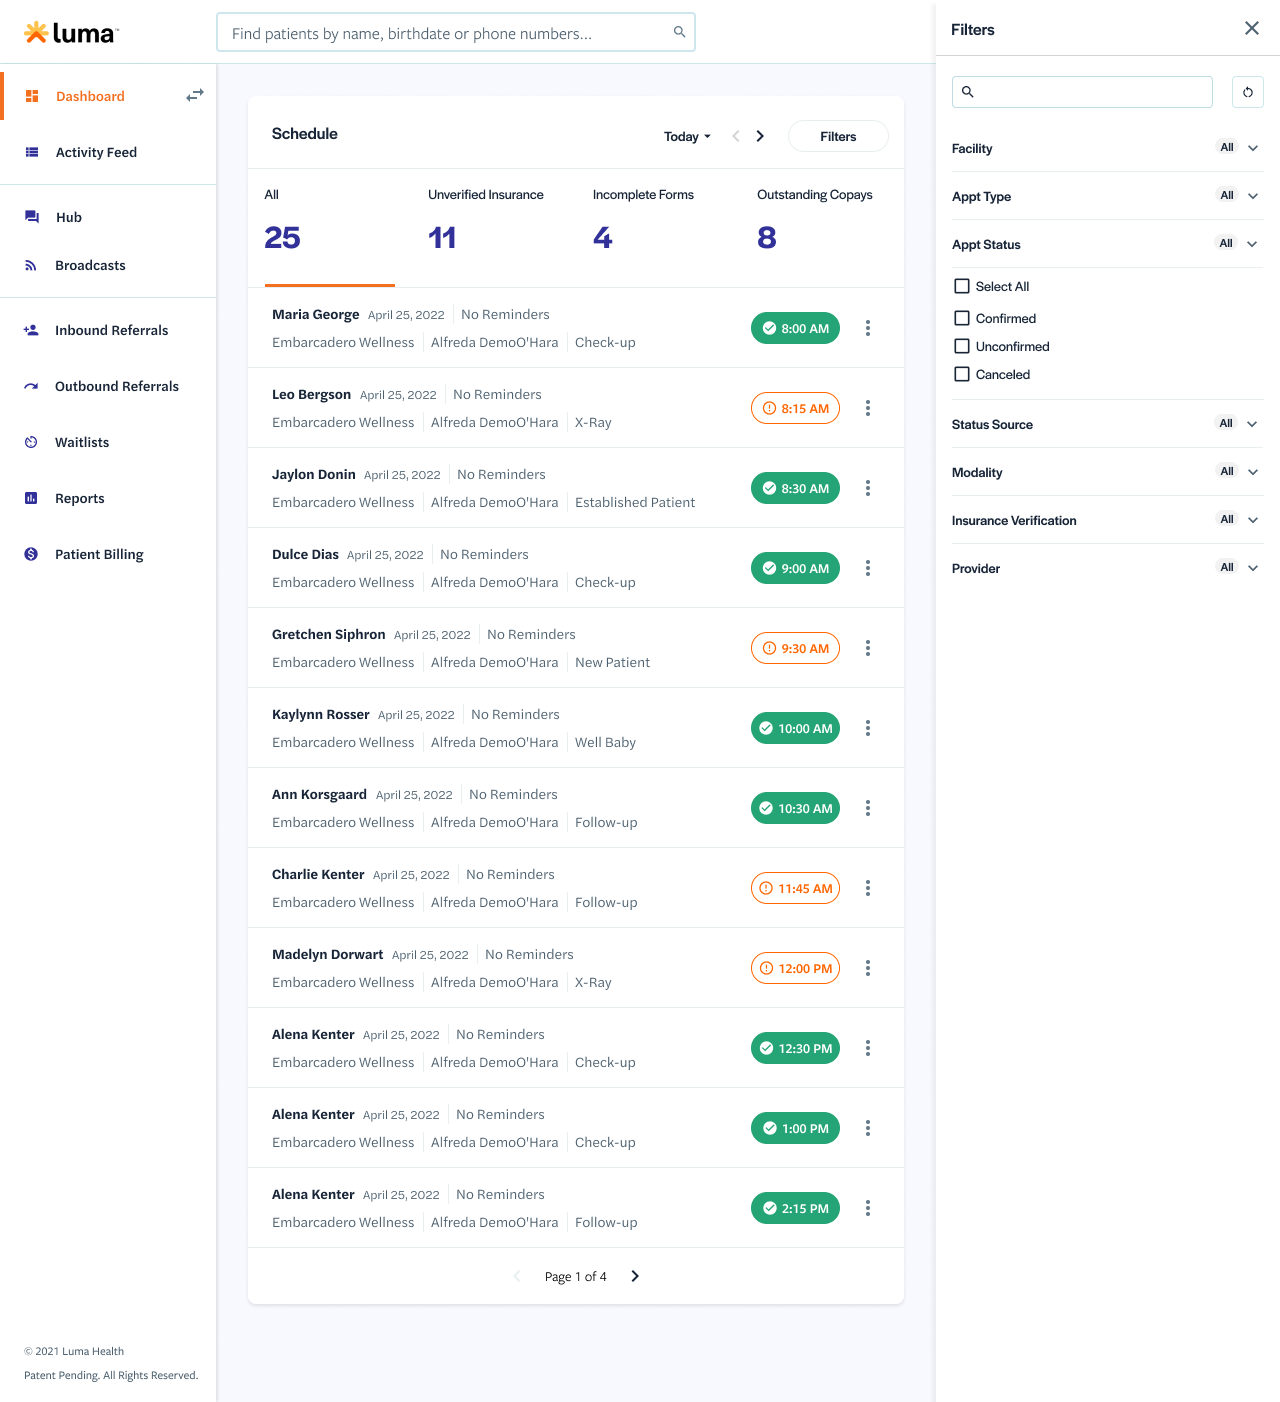 luma™
Find patients by name, birthdate or phone numbers...
Dashboard
Activity Feed
Hub
Broadcasts
Inbound Referrals
Outbound Referrals
Waitlists
Reports
Patient Billing
© 2021 Luma Health
Patent Pending. All Rights Reserved.
Schedule
Today
Filters
All
25
Unverified Insurance
11
Incomplete Forms
4
Outstanding Copays
8
Maria George April 25, 2022 No Reminders
Embarcadero Wellness Alfreda DemoO'Hara Check-up
8:00 AM
Leo Bergson April 25, 2022 No Reminders
Embarcadero Wellness Alfreda DemoO'Hara X-Ray
8:15 AM
Jaylon Donin April 25, 2022 No Reminders
Embarcadero Wellness Alfreda DemoO'Hara Established Patient
8:30 AM
Dulce Dias April 25, 2022 No Reminders
Embarcadero Wellness Alfreda DemoO'Hara Check-up
9:00 AM
Gretchen Siphron April 25, 2022 No Reminders
Embarcadero Wellness Alfreda DemoO'Hara New Patient
9:30 AM
Kaylynn Rosser April 25, 2022 No Reminders
Embarcadero Wellness Alfreda DemoO'Hara Well Baby
10:00 AM
Ann Korsgaard April 25, 2022 No Reminders
Embarcadero Wellness Alfreda DemoO'Hara Follow-up
10:30 AM
Charlie Kenter April 25, 2022 No Reminders
Embarcadero Wellness Alfreda DemoO'Hara Follow-up
11:45 AM
Madelyn Dorwart April 25, 2022 No Reminders
Embarcadero Wellness Alfreda DemoO'Hara X-Ray
12:00 PM
Alena Kenter April 25, 2022 No Reminders
Embarcadero Wellness Alfreda DemoO'Hara Check-up
12:30 PM
Alena Kenter April 25, 2022 No Reminders
Embarcadero Wellness Alfreda DemoO'Hara Check-up
1:00 PM
Alena Kenter April 25, 2022 No Reminders
Embarcadero Wellness Alfreda DemoO'Hara Follow-up
2:15 PM
Page 1 of 4
Filters
Facility All
Appt Type All
Appt Status All
Select All
Confirmed
Unconfirmed
Canceled
Status Source All
Modality All
Insurance Verification All
Provider All